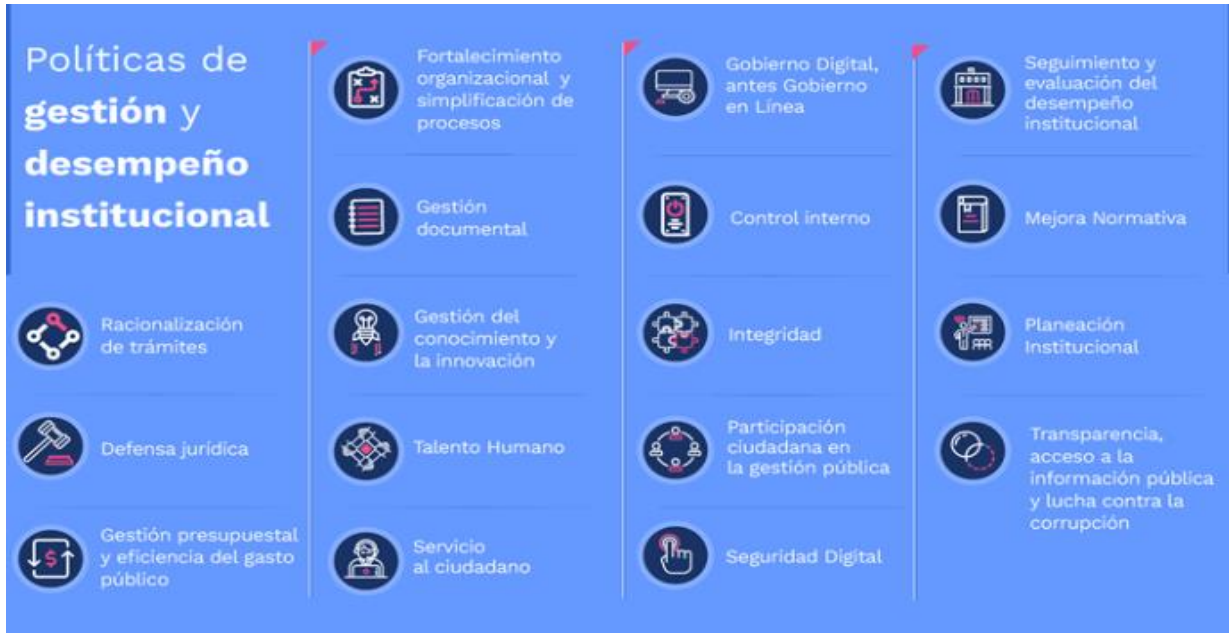 Políticas de
gestión y
desempeño
institucional
Racionalización
de trámites
Defensa jurídica
Gestión presupuestal
y eficiencia del gasto
público
Fortalecimiento
organizacional y
simplificación de
procesos
Gestión
documental
Gestión del
conocimiento y
la innovación
Talento Humano
Servicio
al ciudadano
Gobierno Digital,
antes Gobierno
en Línea
Control interno
Integridad
Participación
ciudadana en
la gestión pública
Seguridad Digital
Seguimiento y
evaluación del
desempeño
institucional
Mejora Normativa
Planeación
Institucional
Transparencia,
acceso a la
información pública
y lucha contra la
corrupción